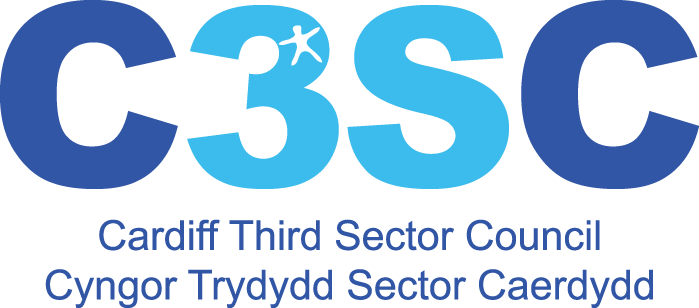 C3SC
Cardiff Third Sector Council
Cyngor Trydydd Sector Caerdydd